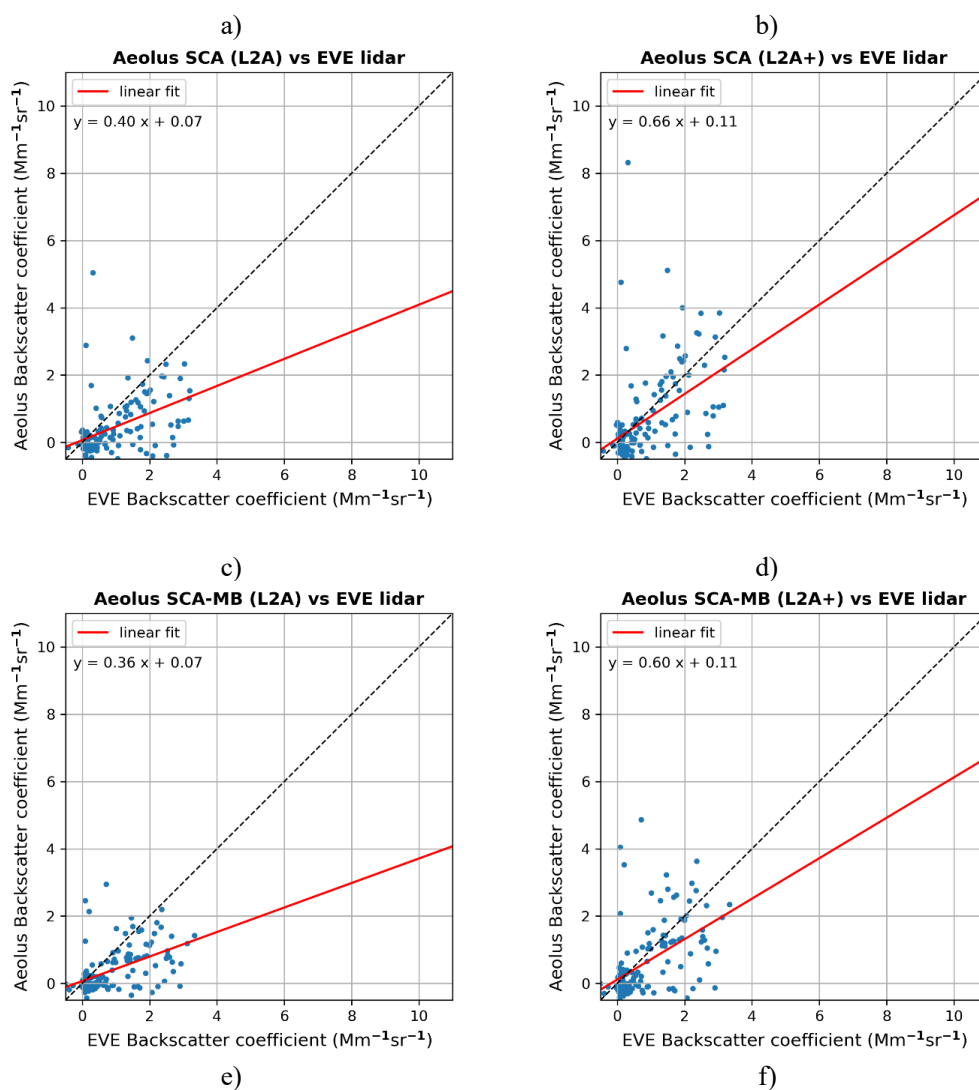 a)
Aeolus SCA (L2A) vs EVE lidar
linear fit
y = 0.40 x + 0.07
10
8
6
4
2
0
Aeolus Backscatter coefficient (Mm⁻¹sr⁻¹)
0 2 4 6 8 10
EVE Backscatter coefficient (Mm⁻¹sr⁻¹)
b)
Aeolus SCA (L2A+) vs EVE lidar
linear fit
y = 0.66 x + 0.11
10
8
6
4
2
0
Aeolus Backscatter coefficient (Mm⁻¹sr⁻¹)
0 2 4 6 8 10
EVE Backscatter coefficient (Mm⁻¹sr⁻¹)
c)
Aeolus SCA-MB (L2A) vs EVE lidar
linear fit
y = 0.36 x + 0.07
10
8
6
4
2
0
Aeolus Backscatter coefficient (Mm⁻¹sr⁻¹)
0 2 4 6 8 10
EVE Backscatter coefficient (Mm⁻¹sr⁻¹)
d)
Aeolus SCA-MB (L2A+) vs EVE lidar
linear fit
y = 0.60 x + 0.11
10
8
6
4
2
0
Aeolus Backscatter coefficient (Mm⁻¹sr⁻¹)
0 2 4 6 8 10
EVE Backscatter coefficient (Mm⁻¹sr⁻¹)
e)
f)